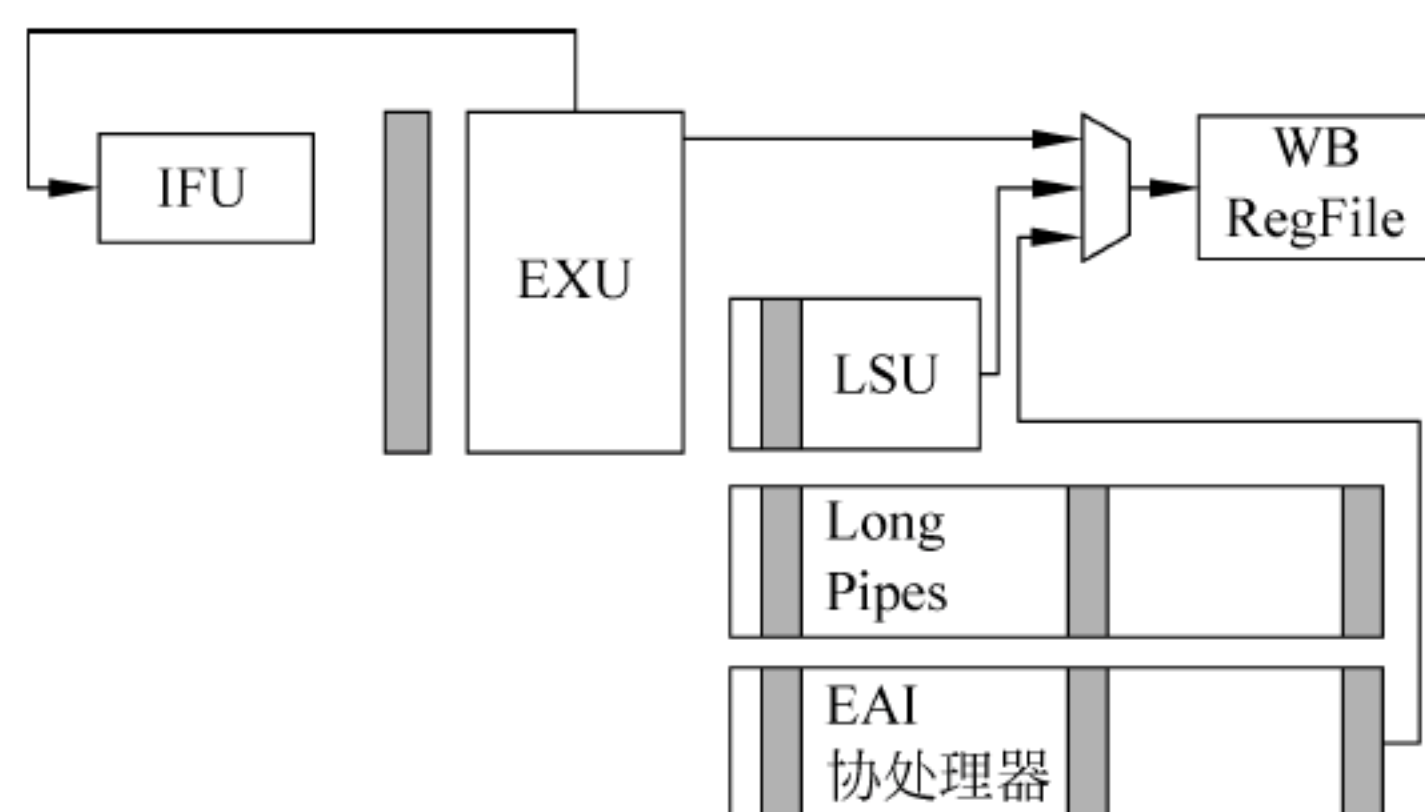 IFU
EXU
WB
RegFile
LSU
Long
Pipes
EAI
协处理器